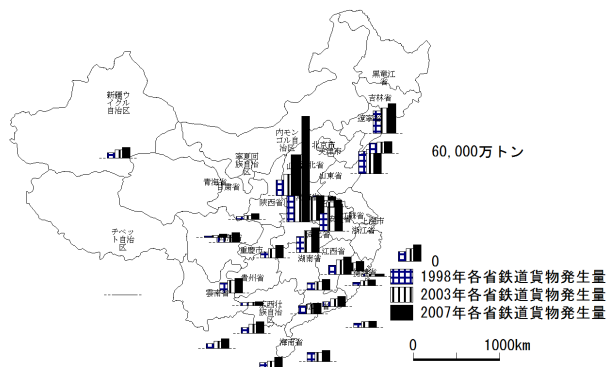 黒竜江
省
吉林省
新疆ウ
イグル
自治区
内モン
ゴル自
治区
北京市
天津市
60,000万トン
寧夏回
族自治
区
山東省
青海省
甘粛省
陝西省
上海市
浙江省
チベッ
ト自治
区
重慶市
湖南省
江西省
0
貴州省
雲南省
海南省
1998年各省鉄道貨物発生量
2003年各省鉄道貨物発生量
2007年各省鉄道貨物発生量
0 1000km